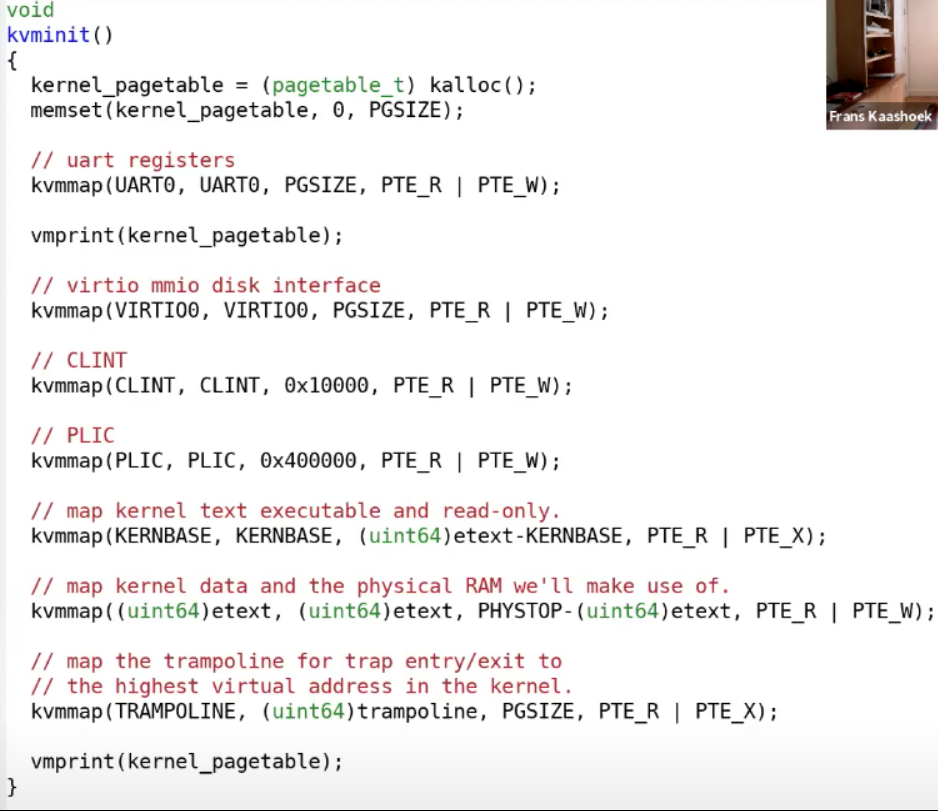 void
kvminit()
{
  kernel_pagetable = (pagetable_t) kalloc();
  memset(kernel_pagetable, 0, PGSIZE);

  // uart registers
  kvmmap(UART0, UART0, PGSIZE, PTE_R | PTE_W);

  vmprint(kernel_pagetable);

  // virtio mmio disk interface
  kvmmap(VIRTIO0, VIRTIO0, PGSIZE, PTE_R | PTE_W);

  // CLINT
  kvmmap(CLINT, CLINT, 0x10000, PTE_R | PTE_W);

  // PLIC
  kvmmap(PLIC, PLIC, 0x400000, PTE_R | PTE_W);

  // map kernel text executable and read-only.
  kvmmap(KERNBASE, KERNBASE, (uint64)etext-KERNBASE, PTE_R | PTE_X);

  // map kernel data and the physical RAM we'll make use of.
  kvmmap((uint64)etext, (uint64)etext, PHYSTOP-(uint64)etext, PTE_R | PTE_W);

  // map the trampoline for trap entry/exit to
  // the highest virtual address in the kernel.
  kvmmap(TRAMPOLINE, (uint64)trampoline, PGSIZE, PTE_R | PTE_X);

  vmprint(kernel_pagetable);
}
Frans Kaashoek